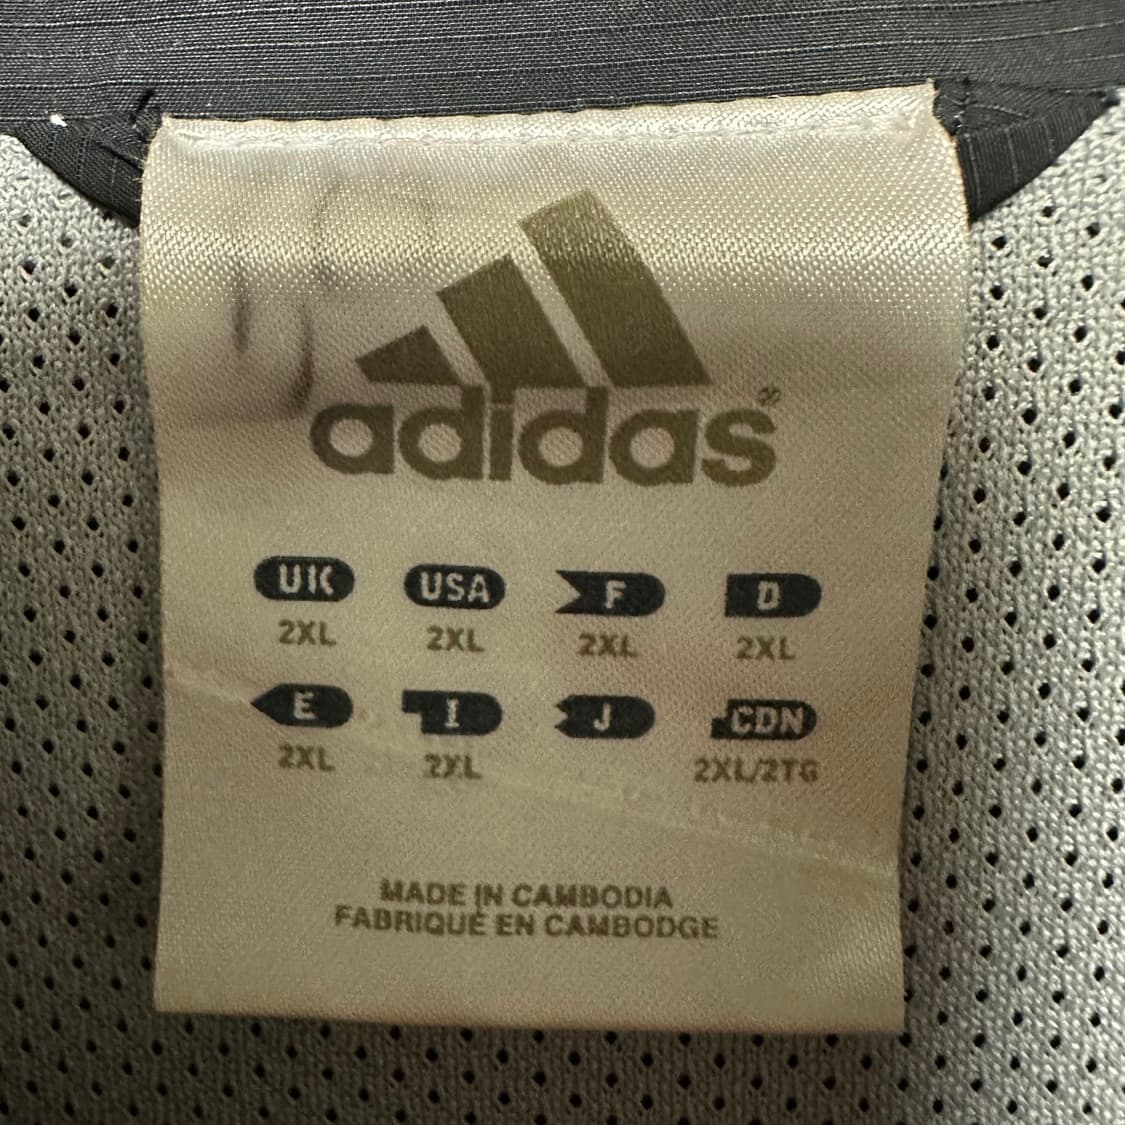 adidas®
UK USA F D
2XL 2XL 2XL 2XL
E I J CDN
2XL 2XL 2XL/2TG
MADE IN CAMBODIA
FABRIQUÉ EN CAMBODGE